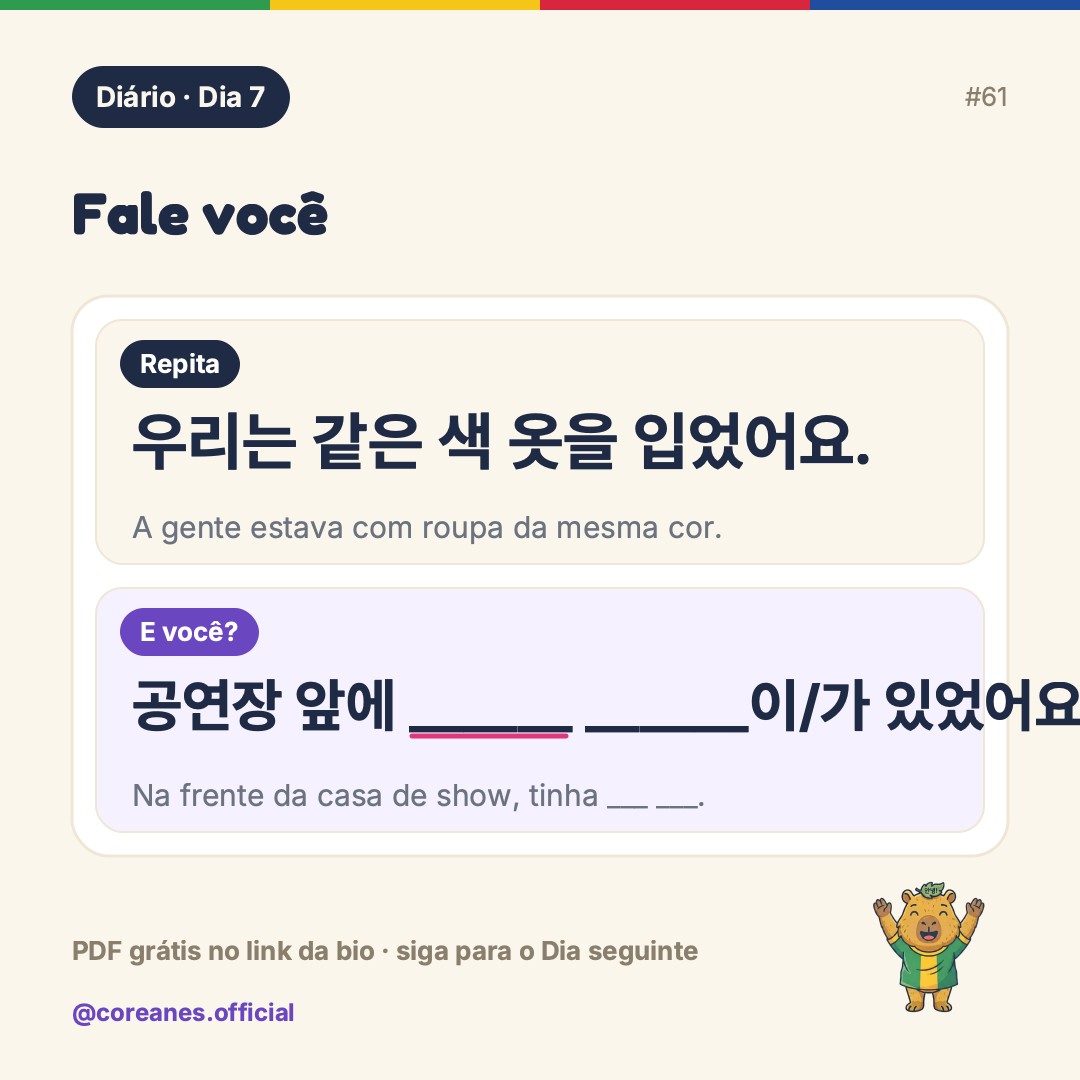 Diário · Dia 7
#61
Fale você
Repita
우리는 같은 색 옷을 입었어요.
A gente estava com roupa da mesma cor.
E você?
공연장 앞에 ______ ______이/가 있었어요
Na frente da casa de show, tinha ___ ___.
PDF grátis no link da bio · siga para o Dia seguinte
@coreanes.official